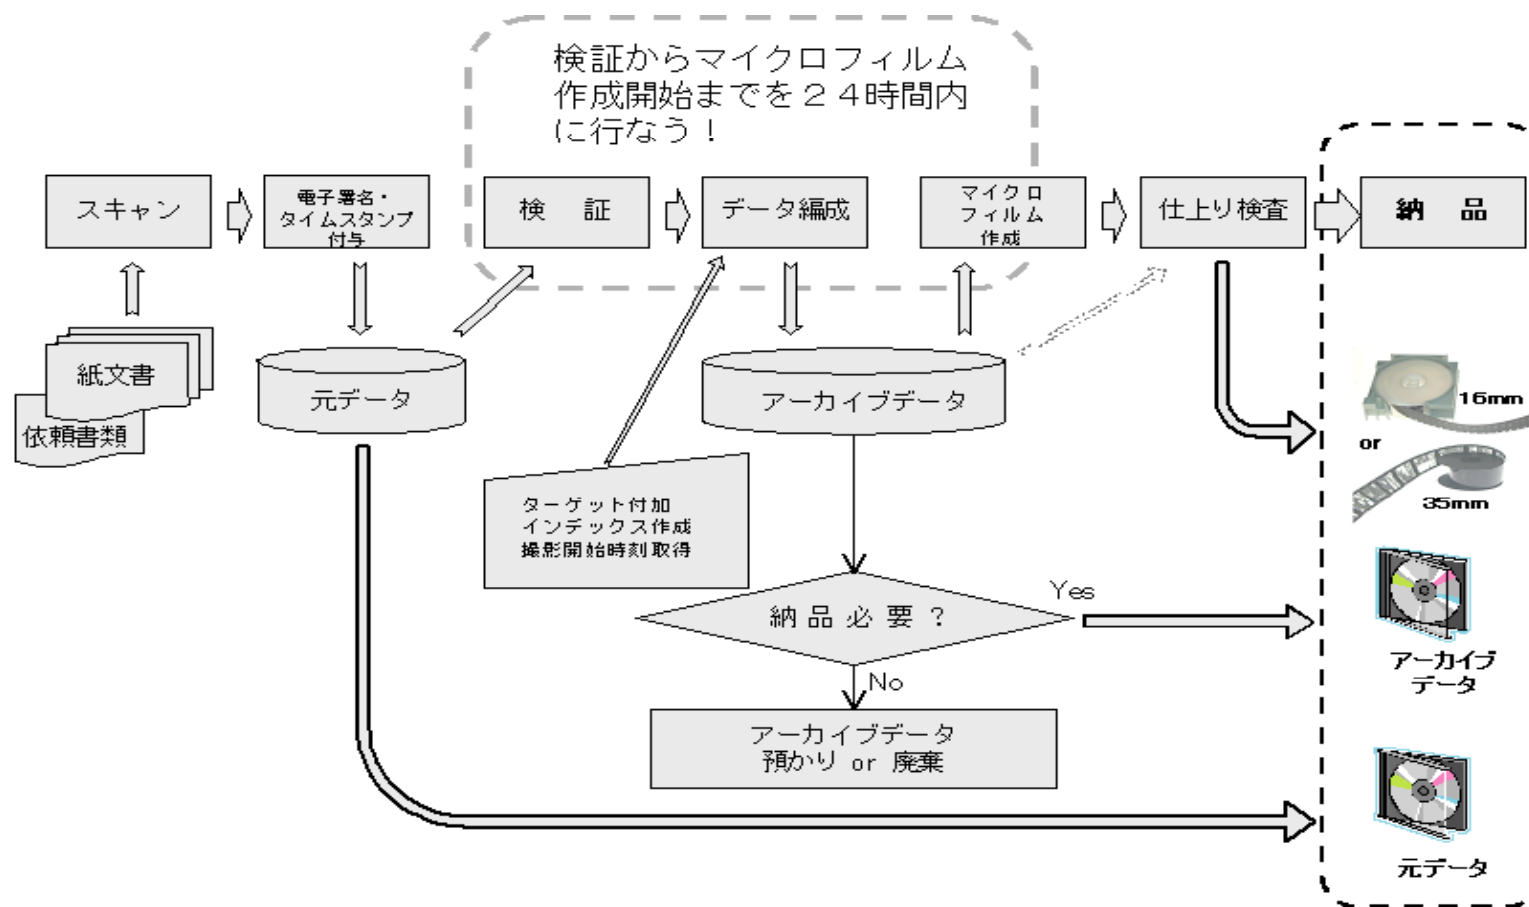 検証からマイクロフィルム
作成開始までを２４時間内
に行なう！
スキャン
電子署名・
タイムスタンプ
付与
検　証
データ編成
マイクロ
フィルム
作成
仕上り検査
納　品
紙文書
依頼書類
元データ
アーカイブデータ
ターゲット付加
インデックス作成
撮影開始時刻取得
16mm
or
35mm
納品必要？
Yes
No
アーカイブ
データ
アーカイブデータ
預かり or 廃棄
元データ